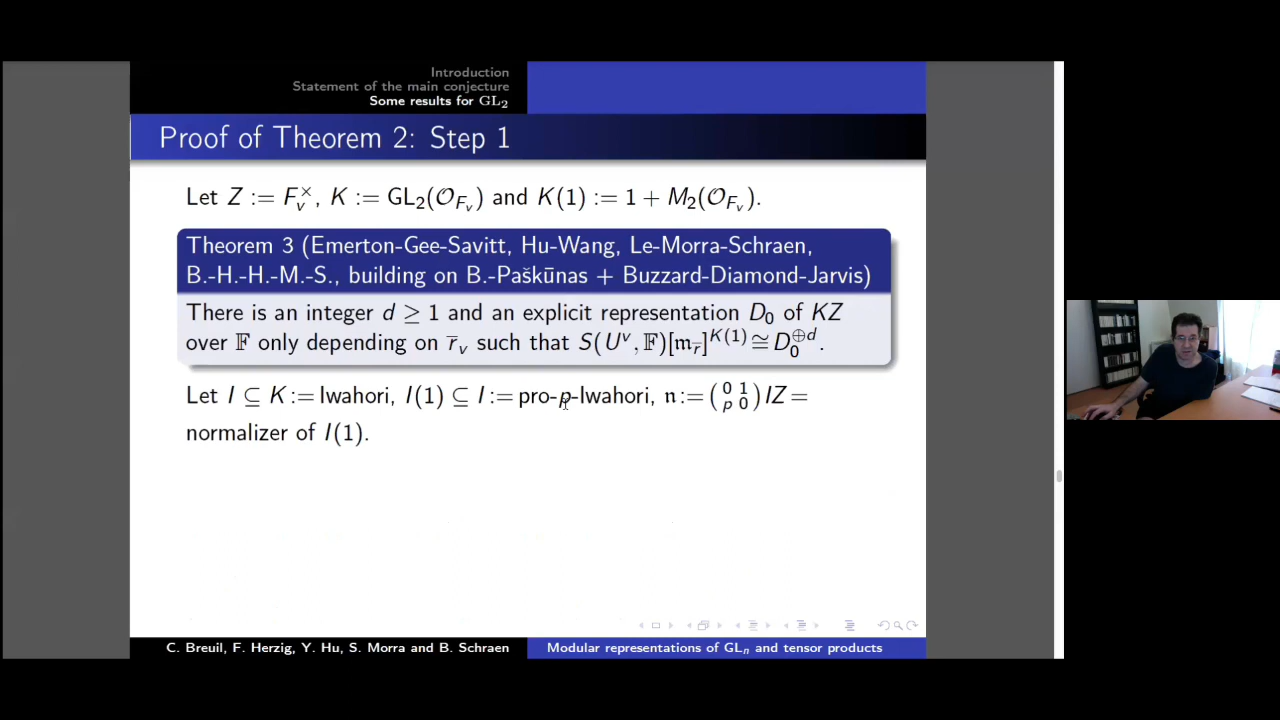 Introduction
Statement of the main conjecture
Some results for GL₂
Proof of Theorem 2: Step 1
Let Z := F_v^×, K := GL₂(𝒪_{F_v}) and K(1) := 1 + M₂(𝒪_{F_v}).
Theorem 3 (Emerton-Gee-Savitt, Hu-Wang, Le-Morra-Schraen,
B.-H.-H.-M.-S., building on B.-Paškūnas + Buzzard-Diamond-Jarvis)
There is an integer d ≥ 1 and an explicit representation D₀ of KZ
over 𝔽 only depending on r̄_v such that S(U^v, 𝔽)[𝔪_r̄]^{K(1)} ≅ D₀^{⊕d}.
Let I ⊆ K := Iwahori, I(1) ⊆ I := pro-p-Iwahori, 𝔫 := (0 1 p 0) IZ =
normalizer of I(1).
C. Breuil, F. Herzig, Y. Hu, S. Morra and B. Schraen
Modular representations of GL_n and tensor products